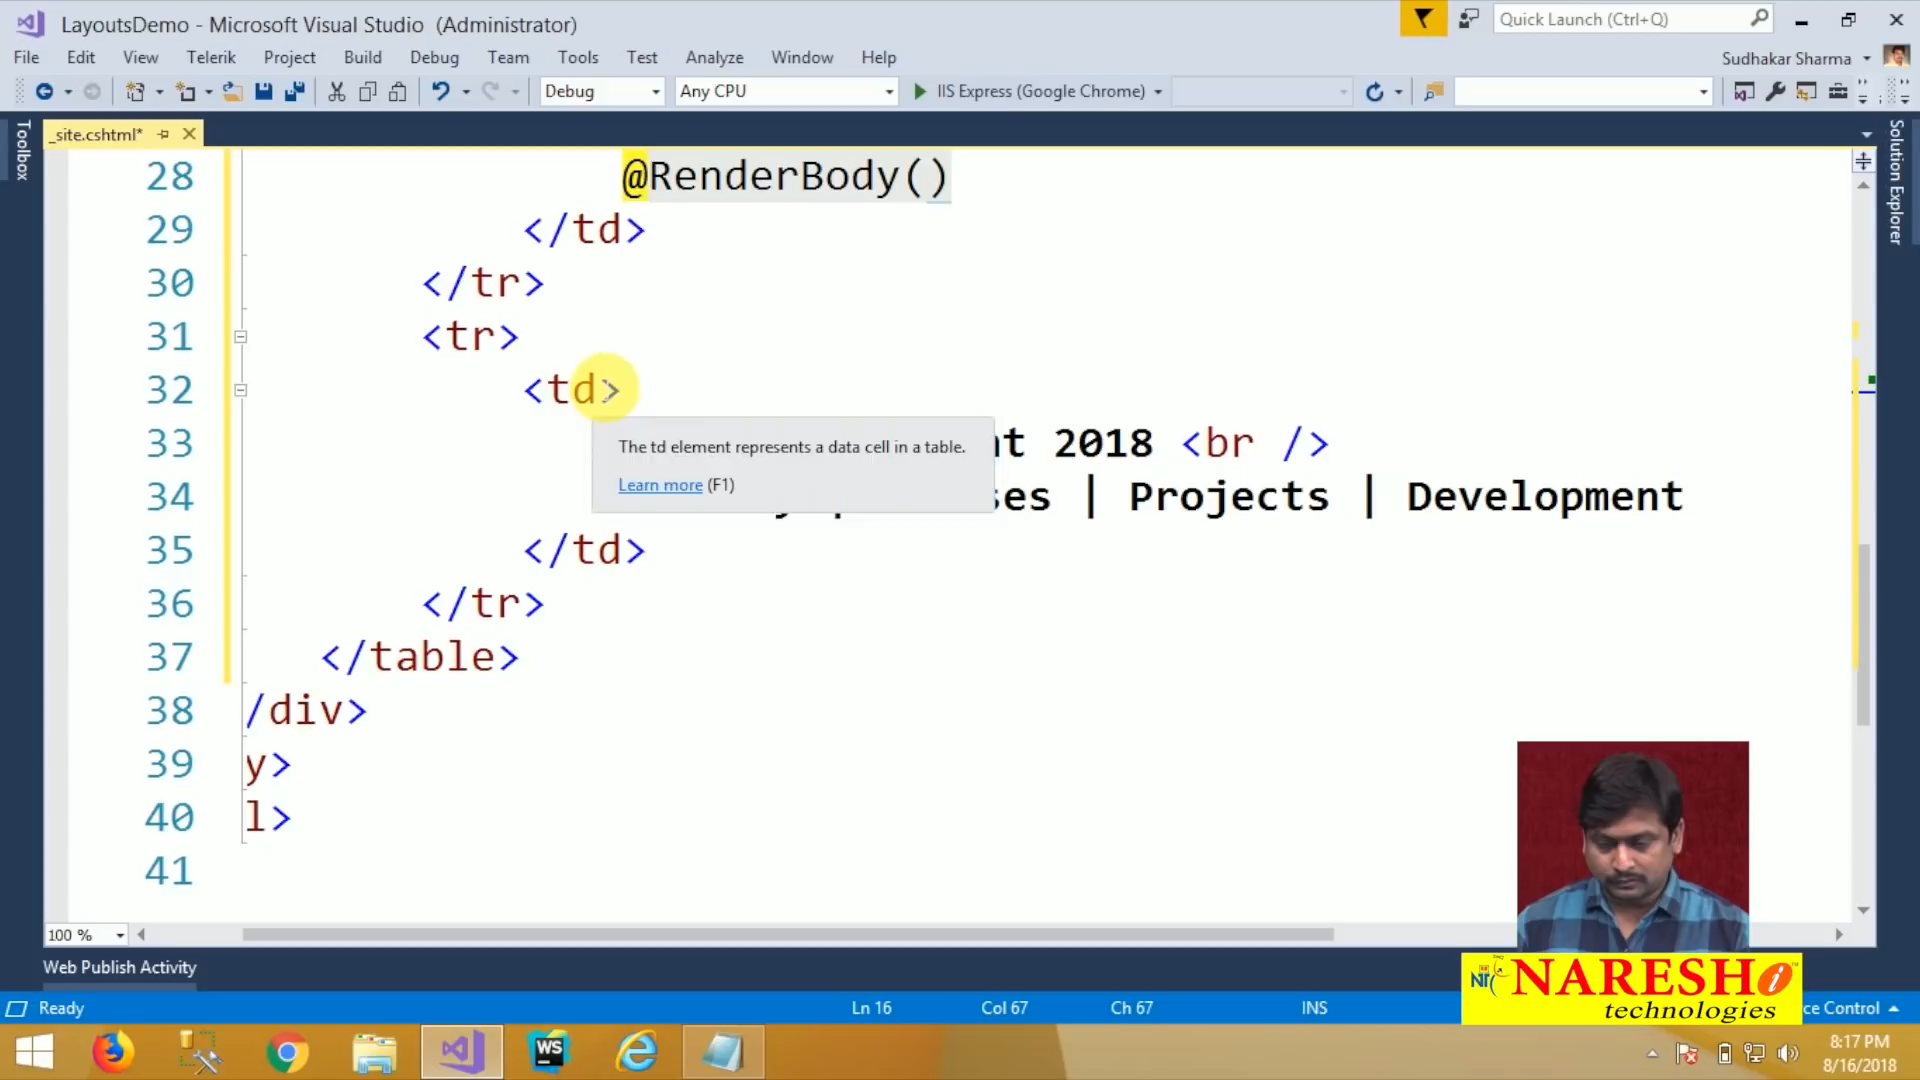 LayoutsDemo - Microsoft Visual Studio (Administrator)
Quick Launch (Ctrl+Q)
File Edit View Telerik Project Build Debug Team Tools Test Analyze Window Help
Sudhakar Sharma
Debug Any CPU IIS Express (Google Chrome)
Toolbox
_site.cshtml*
Solution Explorer
28 @RenderBody()
29 </td>
30 </tr>
31 <tr>
32 <td>
The td element represents a data cell in a table.
Learn more (F1)
33 nt 2018 <br />
34 ses | Projects | Development
35 </td>
36 </tr>
37 </table>
38 /div>
39 y>
40 l>
41
100 %
Web Publish Activity
NARESH i
technologies
Ready Ln 16 Col 67 Ch 67 INS ce Control
WS
8:17 PM
8/16/2018